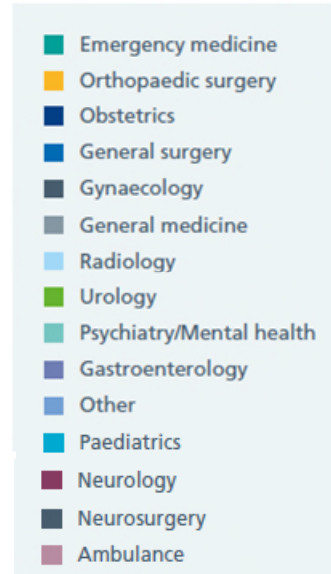 Emergency medicine
Orthopaedic surgery
Obstetrics
General surgery
Gynaecology
General medicine
Radiology
Urology
Psychiatry/Mental health
Gastroenterology
Other
Paediatrics
Neurology
Neurosurgery
Ambulance